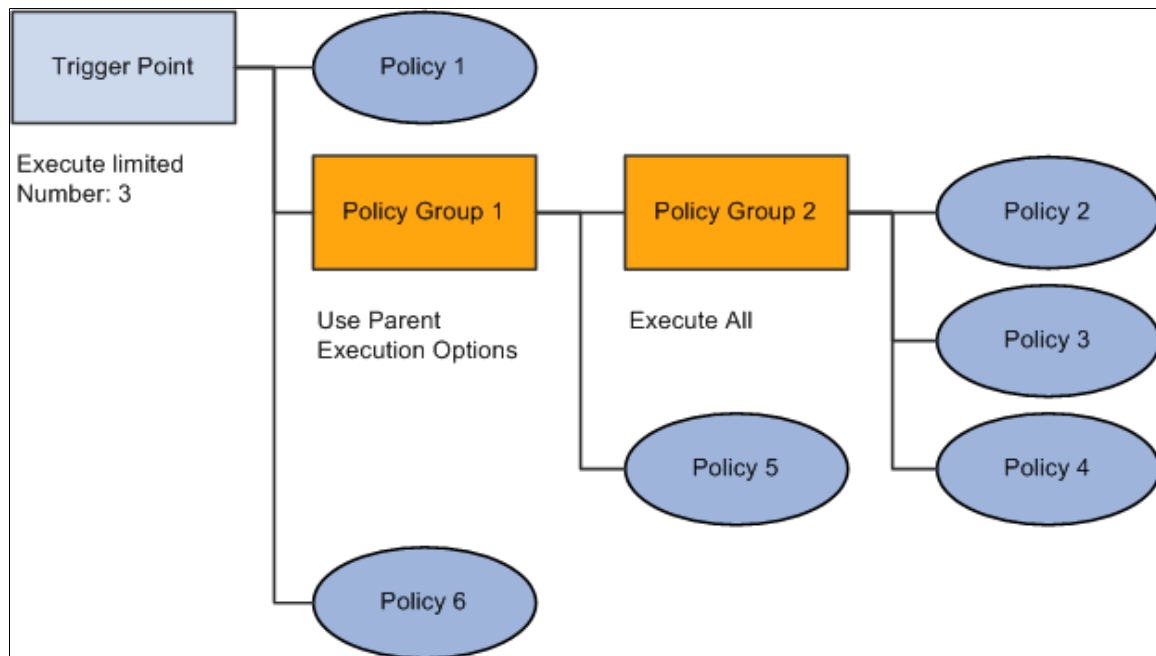 Trigger Point
Policy 1
Execute limited
Number: 3
Policy Group 1
Policy Group 2
Policy 2
Use Parent
Execution Options
Execute All
Policy 3
Policy 5
Policy 4
Policy 6